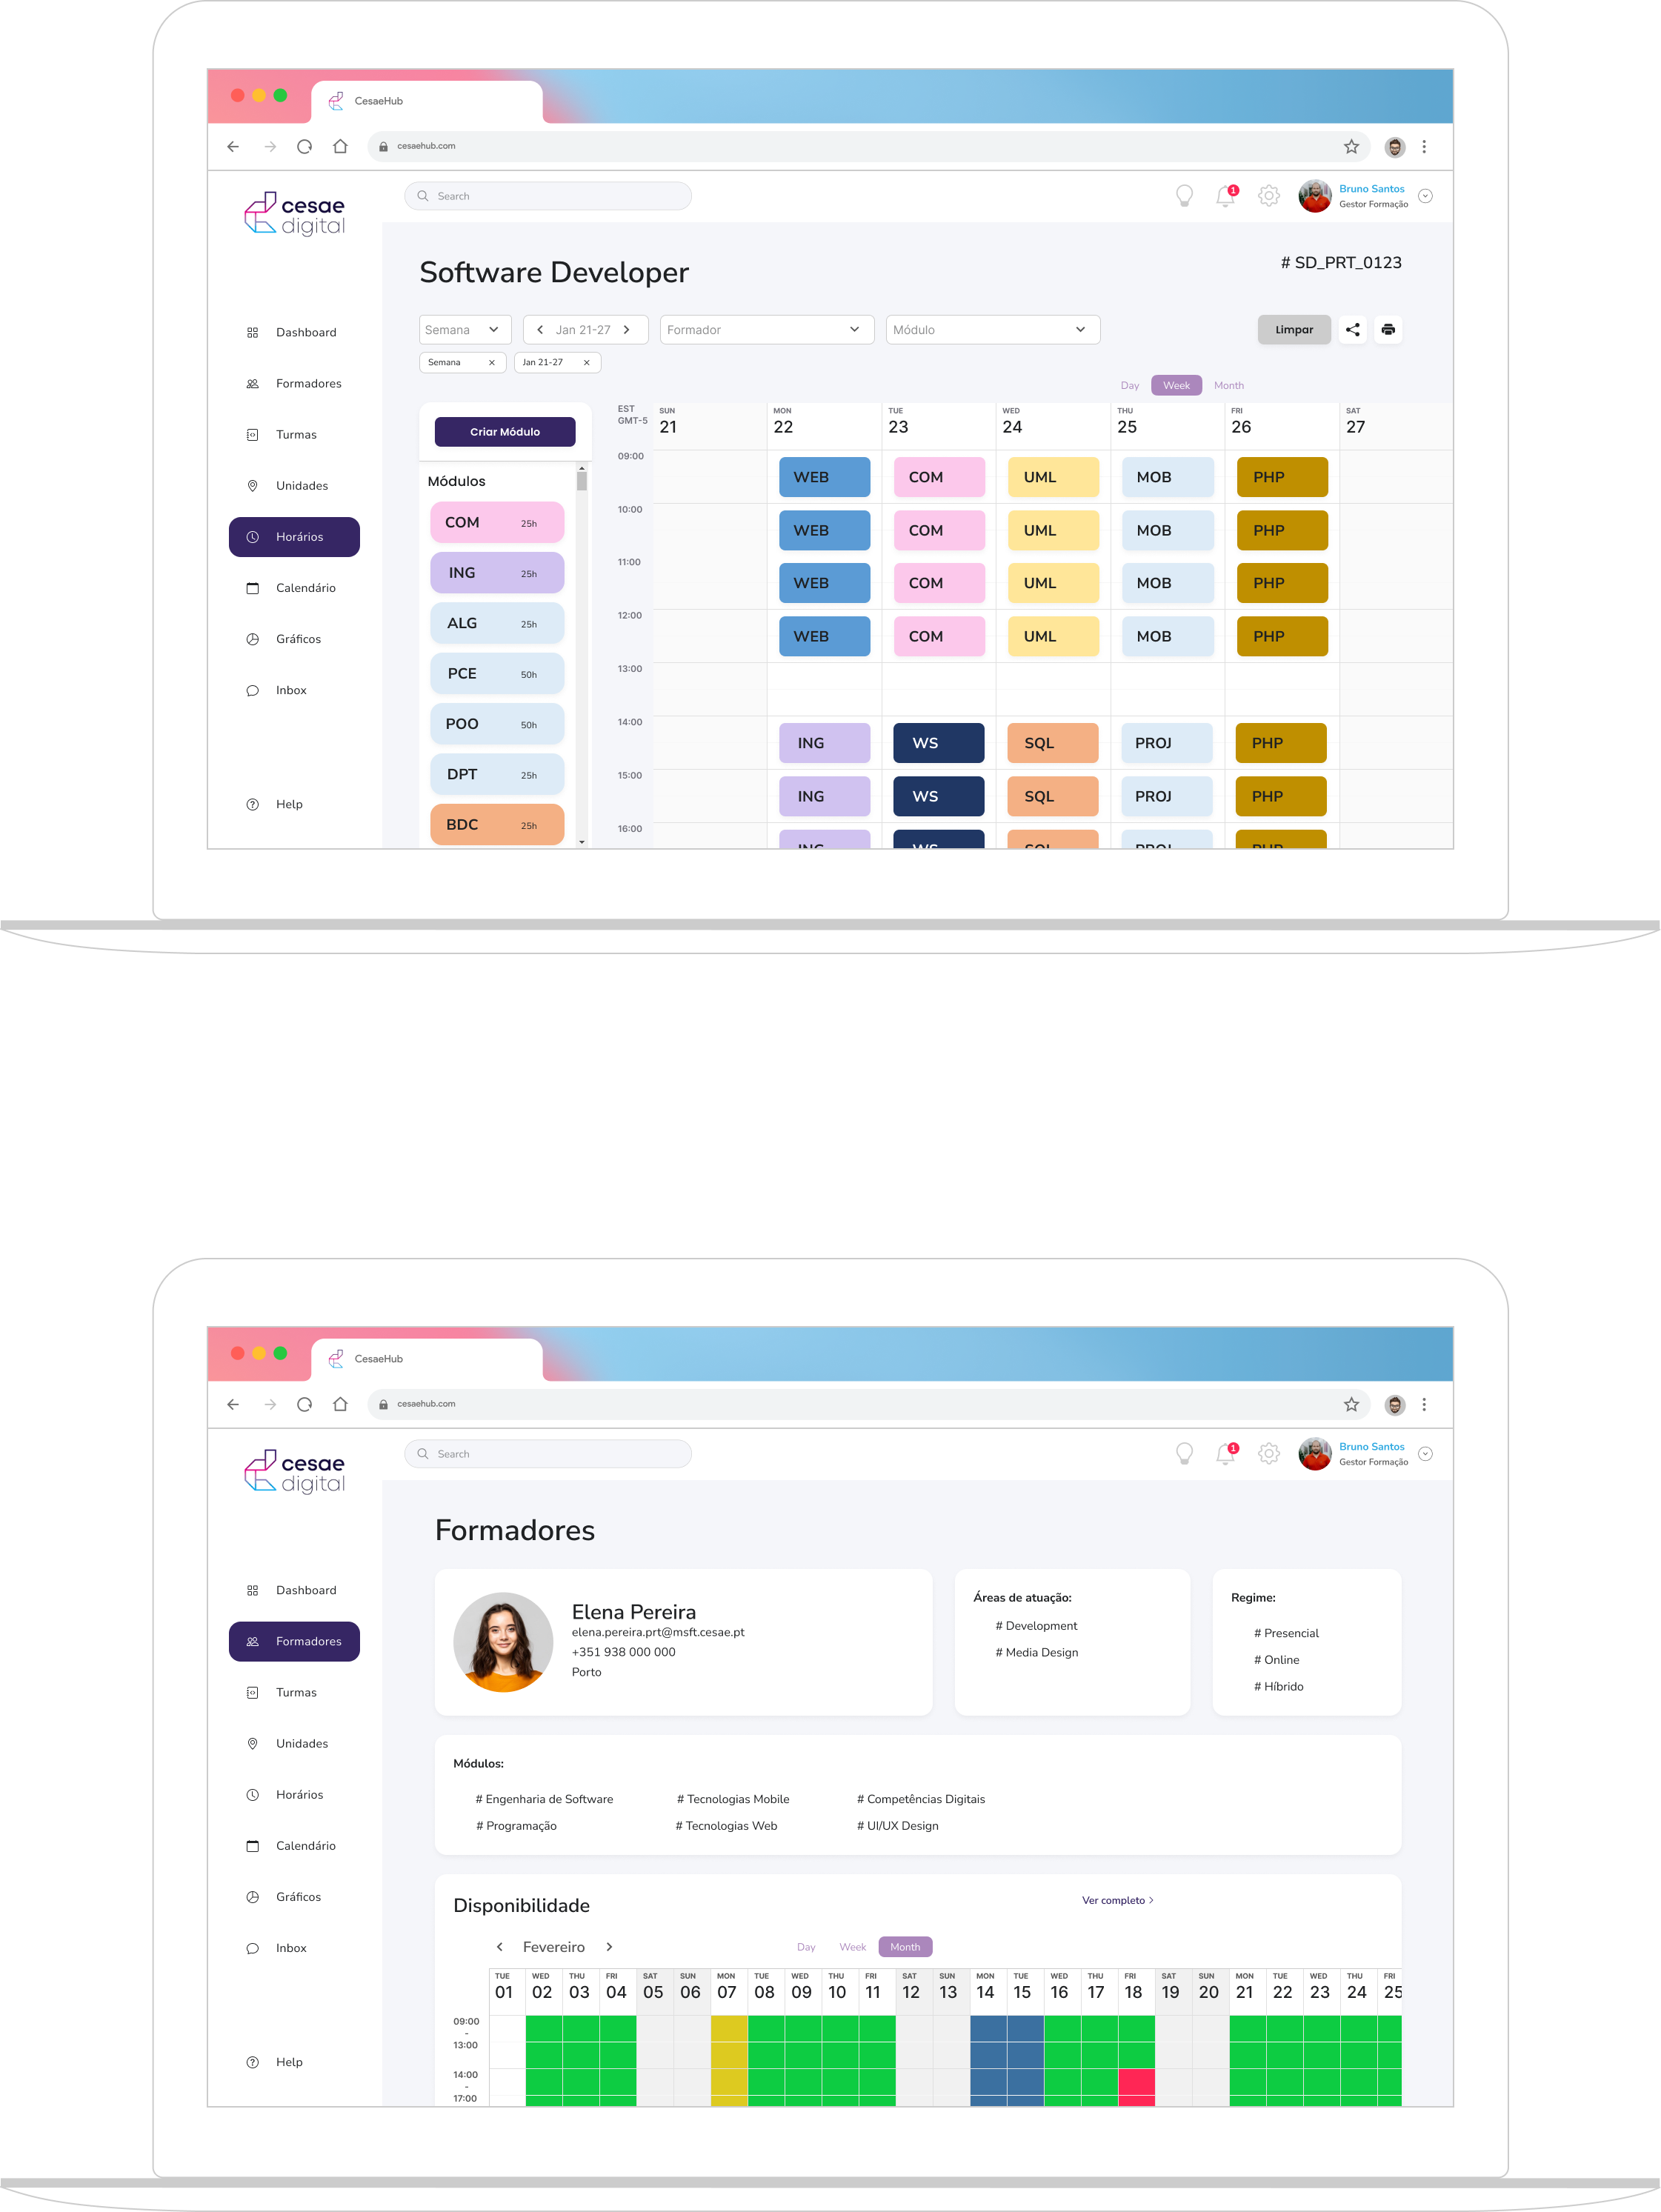 CesaeHub
cesaehub.com
cesae
digital
Search
1
Bruno Santos
Gestor Formação
Software Developer
# SD_PRT_0123
Dashboard
Formadores
Turmas
Unidades
Horários
Calendário
Gráficos
Inbox
Help
Semana
Jan 21-27
Formador
Módulo
Limpar
Semana ×
Jan 21-27 ×
Day Week Month
Criar Módulo
Módulos
COM 25h
ING 25h
ALG 25h
PCE 50h
POO 50h
DPT 25h
BDC 25h
EST
GMT-5
SUN MON TUE WED THU FRI SAT
21 22 23 24 25 26 27
09:00
WEB COM UML MOB PHP
10:00
WEB COM UML MOB PHP
11:00
WEB COM UML MOB PHP
12:00
WEB COM UML MOB PHP
13:00
14:00
ING WS SQL PROJ PHP
15:00
ING WS SQL PROJ PHP
16:00
ING WS SQL PROJ PHP
CesaeHub
cesaehub.com
cesae
digital
Search
1
Bruno Santos
Gestor Formação
Formadores
Dashboard
Formadores
Turmas
Unidades
Horários
Calendário
Gráficos
Inbox
Help
Elena Pereira
elena.pereira.prt@msft.cesae.pt
+351 938 000 000
Porto
Áreas de atuação:
# Development
# Media Design
Regime:
# Presencial
# Online
# Híbrido
Módulos:
# Engenharia de Software # Tecnologias Mobile # Competências Digitais
# Programação # Tecnologias Web # UI/UX Design
Disponibilidade
Ver completo
Fevereiro
Day Week Month
TUE WED THU FRI SAT SUN MON TUE WED THU FRI SAT SUN MON TUE WED THU FRI SAT SUN MON TUE WED THU FRI
01 02 03 04 05 06 07 08 09 10 11 12 13 14 15 16 17 18 19 20 21 22 23 24 25
09:00
-
13:00
14:00
-
17:00